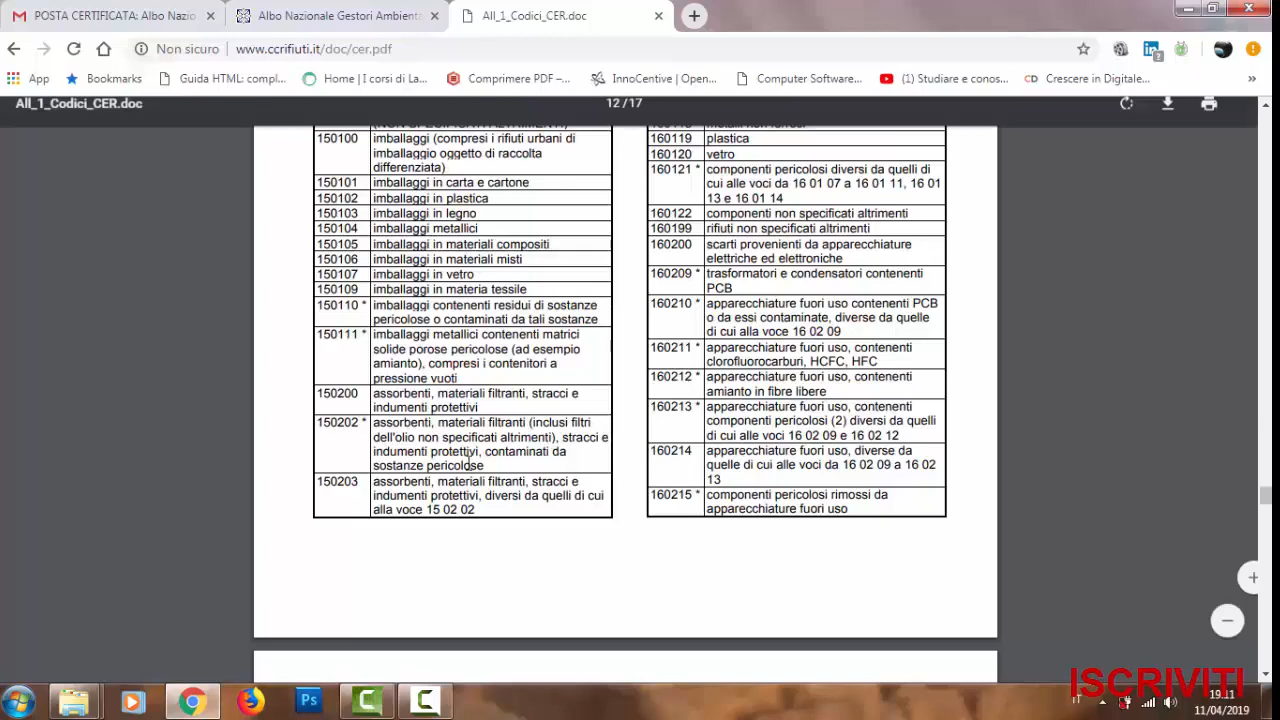 POSTA CERTIFICATA: Albo Nazio
Albo Nazionale Gestori Ambienta
All_1_Codici_CER.doc
Non sicuro
www.ccrifiuti.it/doc/cer.pdf
App
Bookmarks
Guida HTML: compl...
Home | I corsi di La...
Comprimere PDF –...
InnoCentive | Open...
Computer Software...
(1) Studiare e conos...
CD Crescere in Digitale...
»
All_1_Codici_CER.doc
12 / 17
150100 imballaggi (compresi i rifiuti urbani di
imballaggio oggetto di raccolta
differenziata)
150101 imballaggi in carta e cartone
150102 imballaggi in plastica
150103 imballaggi in legno
150104 imballaggi metallici
150105 imballaggi in materiali compositi
150106 imballaggi in materiali misti
150107 imballaggi in vetro
150109 imballaggi in materia tessile
150110 * imballaggi contenenti residui di sostanze
pericolose o contaminati da tali sostanze
150111 * imballaggi metallici contenenti matrici
solide porose pericolose (ad esempio
amianto), compresi i contenitori a
pressione vuoti
150200 assorbenti, materiali filtranti, stracci e
indumenti protettivi
150202 * assorbenti, materiali filtranti (inclusi filtri
dell'olio non specificati altrimenti), stracci e
indumenti protettivi, contaminati da
sostanze pericolose
150203 assorbenti, materiali filtranti, stracci e
indumenti protettivi, diversi da quelli di cui
alla voce 15 02 02
160119 plastica
160120 vetro
160121 * componenti pericolosi diversi da quelli di
cui alle voci da 16 01 07 a 16 01 11, 16 01
13 e 16 01 14
160122 componenti non specificati altrimenti
160199 rifiuti non specificati altrimenti
160200 scarti provenienti da apparecchiature
elettriche ed elettroniche
160209 * trasformatori e condensatori contenenti
PCB
160210 * apparecchiature fuori uso contenenti PCB
o da essi contaminate, diverse da quelle
di cui alla voce 16 02 09
160211 * apparecchiature fuori uso, contenenti
clorofluorocarburi, HCFC, HFC
160212 * apparecchiature fuori uso, contenenti
amianto in fibre libere
160213 * apparecchiature fuori uso, contenenti
componenti pericolosi (2) diversi da quelli
di cui alle voci 16 02 09 e 16 02 12
160214 apparecchiature fuori uso, diverse da
quelle di cui alle voci da 16 02 09 a 16 02
13
160215 * componenti pericolosi rimossi da
apparecchiature fuori uso
ISCRIVITI
Ps
IT
19:11
11/04/2019